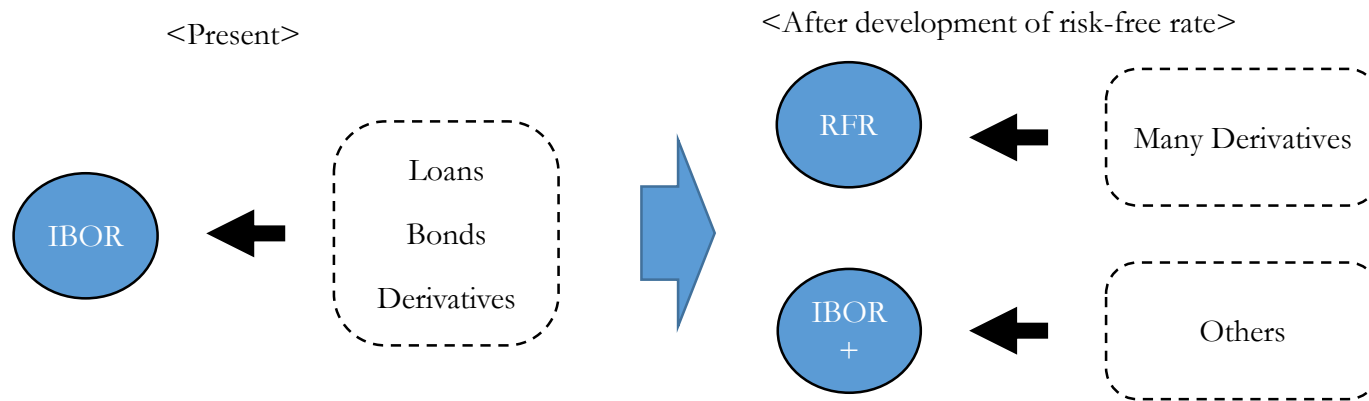 <Present>
IBOR
Loans
Bonds
Derivatives
<After development of risk-free rate>
RFR
Many Derivatives
IBOR
+
Others